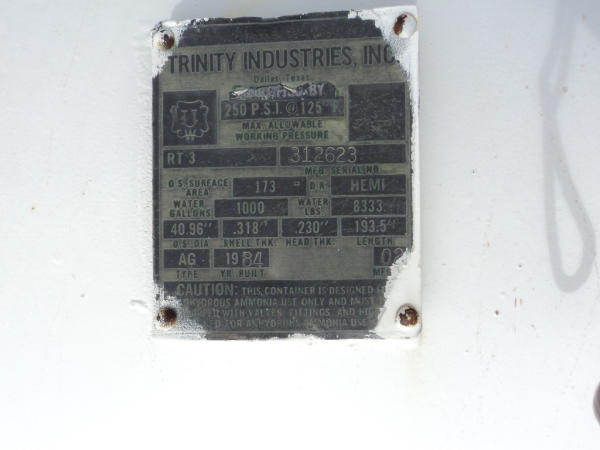 TRINITY INDUSTRIES, INC
Dallas, Texas
BY
250 P.S.I. @ 125
MAX. ALLOWABLE
WORKING PRESSURE
U
W
RT 3 312623
MFG. SERIAL NO.
O.S. SURFACE AREA 173 D.R. HEMI
WATER GALLONS 1000 WATER LBS. 8333
40.96" .318" .230" 193.5"
O.S. DIA SHELL THK. HEAD THK. LENGTH
AG 1984 02
TYPE YR. BUILT MFG
CAUTION: THIS CONTAINER IS DESIGNED
AMMONIA USE ONLY AND MUST
WITH VALVES, FITTINGS, AND
FOR ANHYDROUS AMMONIA USE